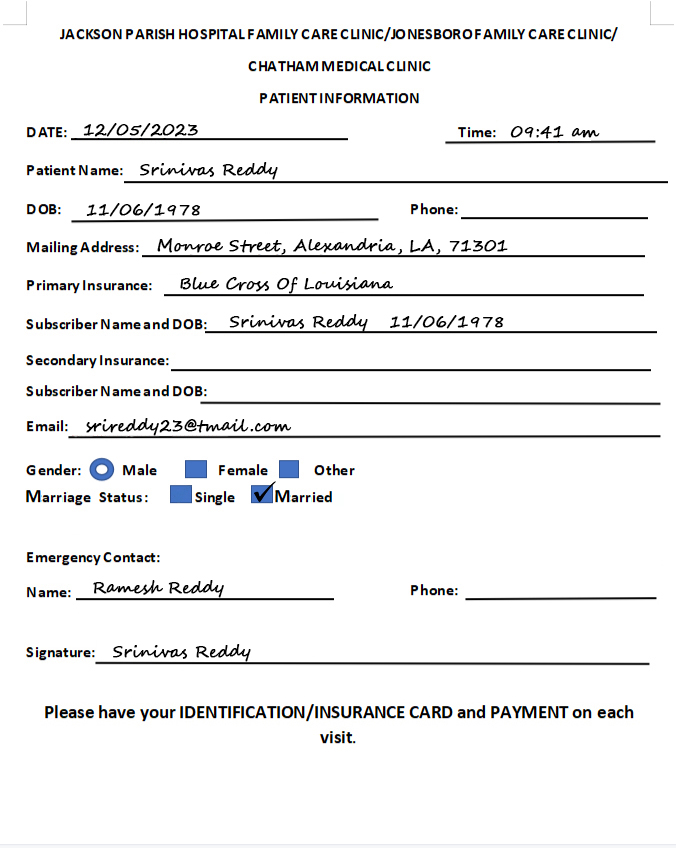 JACKSON PARISH HOSPITAL FAMILY CARE CLINIC/JONESBORO FAMILY CARE CLINIC/
CHATHAM MEDICAL CLINIC
PATIENT INFORMATION
DATE: 12/05/2023 Time: 09:41 am
Patient Name: Srinivas Reddy
DOB: 11/06/1978 Phone:
Mailing Address: Monroe Street, Alexandria, LA, 71301
Primary Insurance: Blue Cross Of Louisiana
Subscriber Name and DOB: Srinivas Reddy 11/06/1978
Secondary Insurance:
Subscriber Name and DOB:
Email: srireddy23@tmail.com
Gender: Male Female Other
Marriage Status: Single Married
Emergency Contact:
Name: Ramesh Reddy Phone:
Signature: Srinivas Reddy
Please have your IDENTIFICATION/INSURANCE CARD and PAYMENT on each
visit.